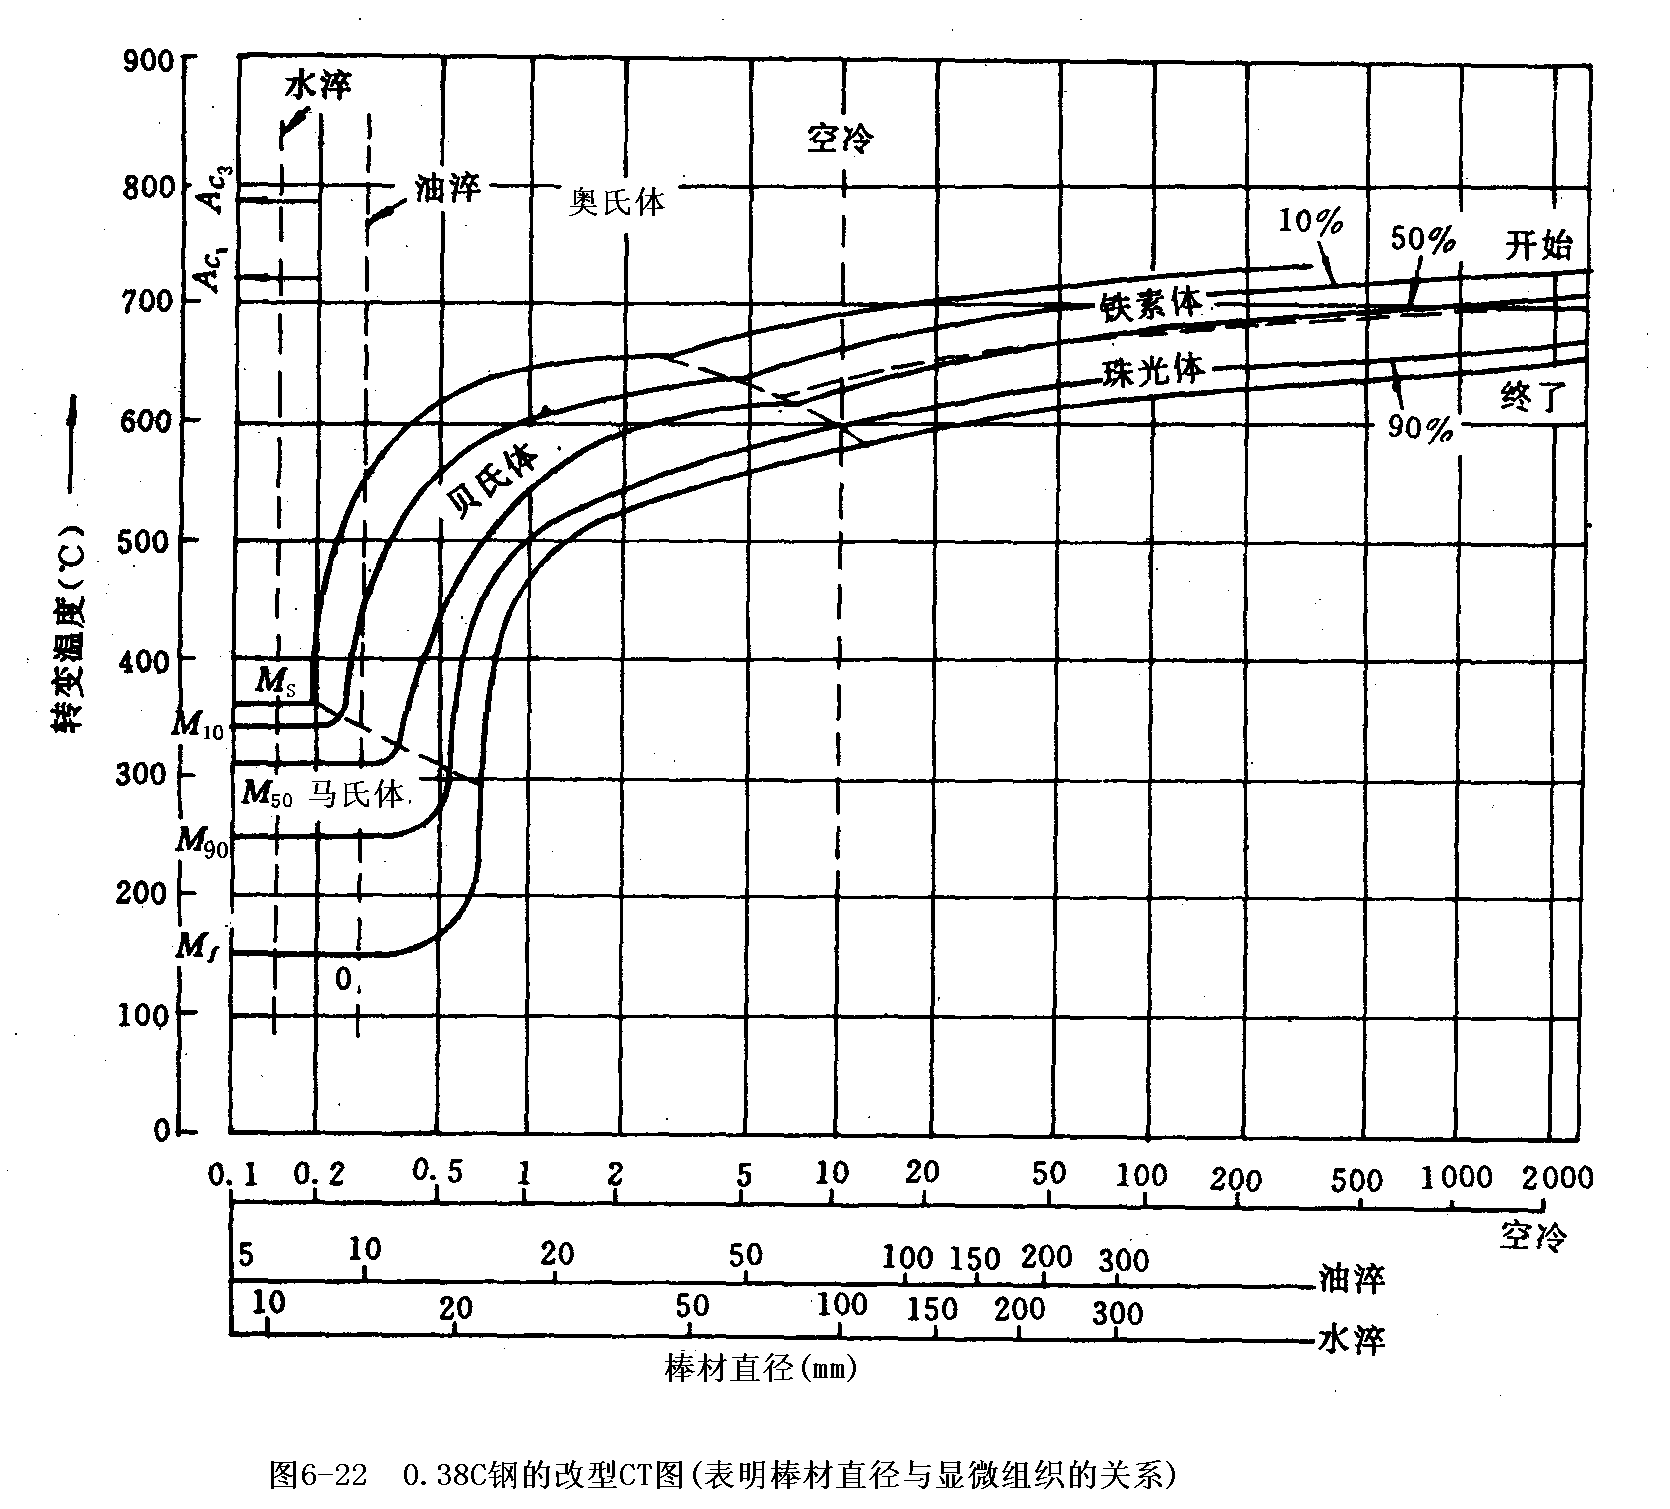 900
水淬
空冷
800
Ac3
油淬
奥氏体
10%
50%
开始
Ac1
700
铁素体
珠光体
终了
600
90%
贝氏体
500
转变温度(℃)
400
Ms
M10
300
M50 马氏体
M90
200
Mf
0
100
0
0.1 0.2 0.5 1 2 5 10 20 50 100 200 500 1000 2000
空冷
5 10 20 50 100 150 200 300
油淬
10 20 50 100 150 200 300
水淬
棒材直径(mm)
图6-22 0.38C钢的改型CT图(表明棒材直径与显微组织的关系)